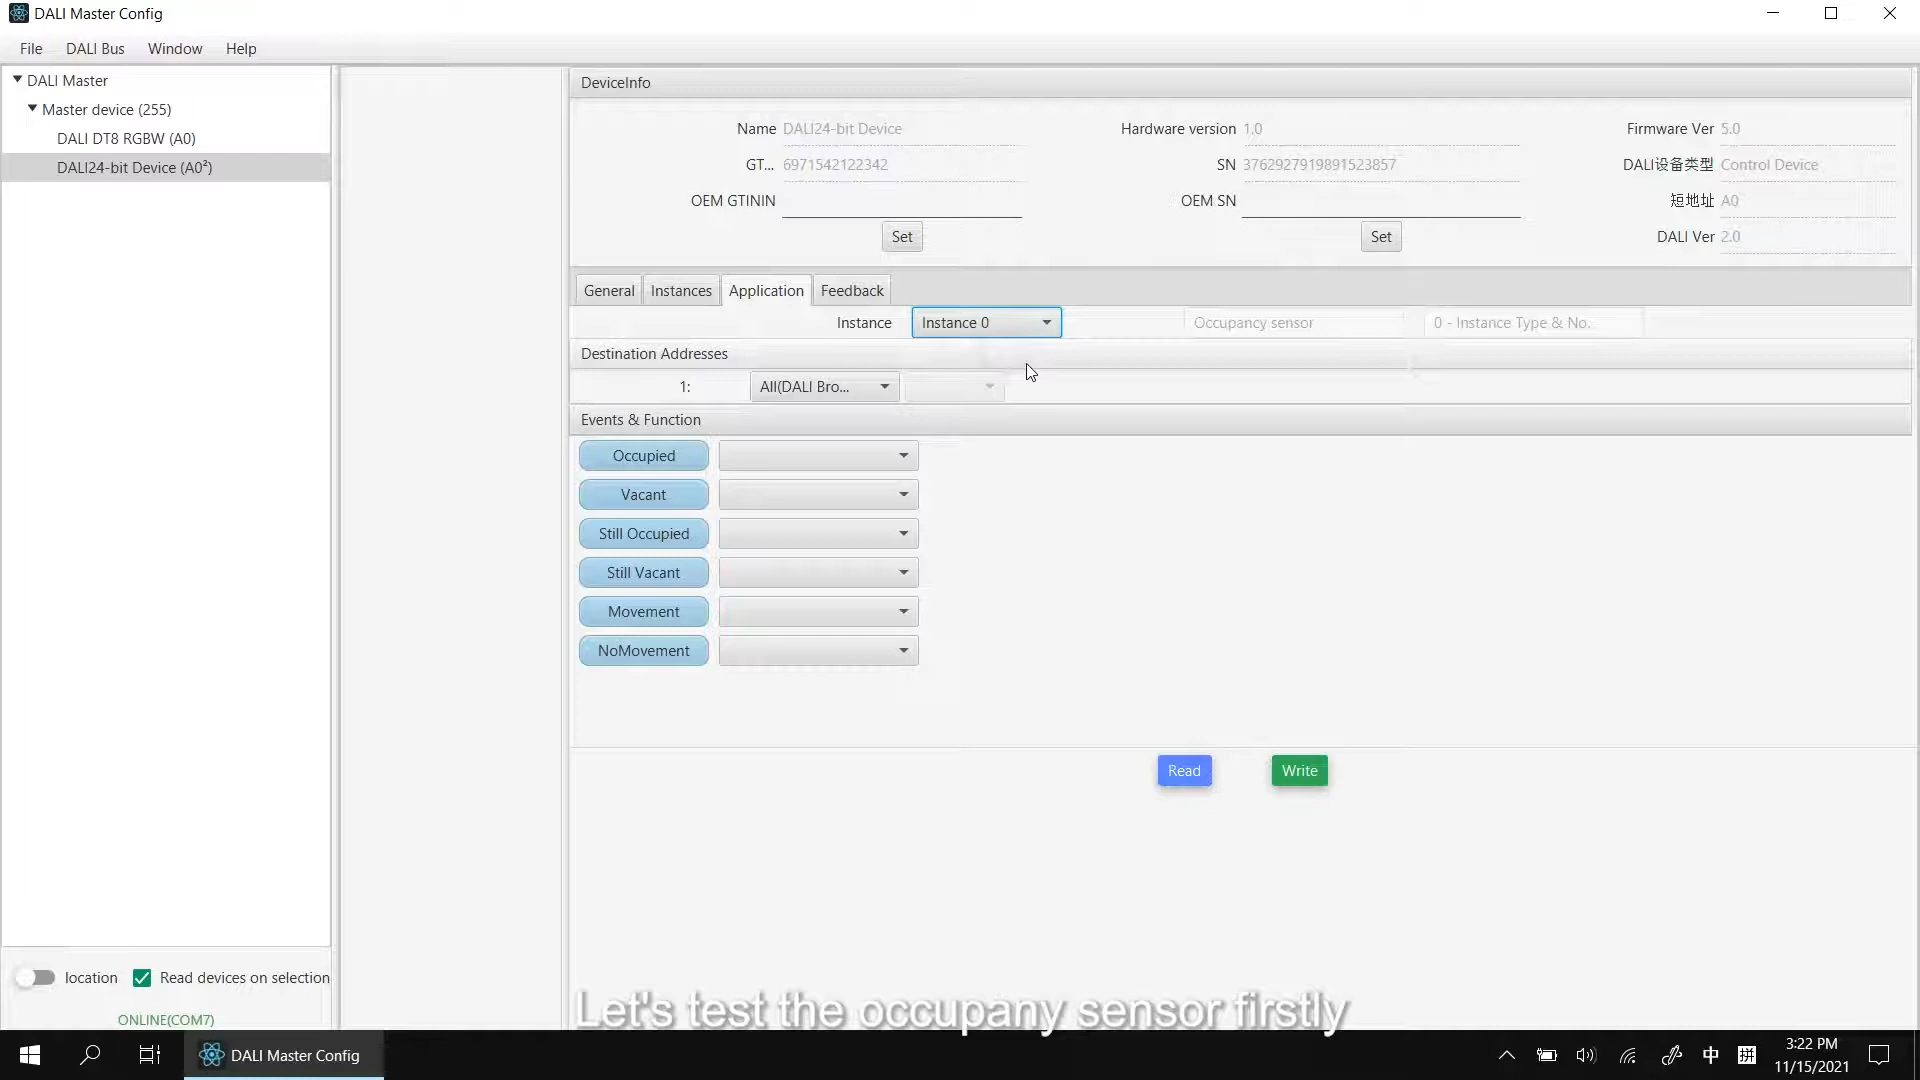 DALI Master Config
File DALI Bus Window Help
DALI Master
Master device (255)
DALI DT8 RGBW (A0)
DALI24-bit Device (A0²)
DeviceInfo
Name DALI24-bit Device Hardware version 1.0 Firmware Ver 5.0
GT... 6971542122342 SN 3762927919891523857 DALI设备类型 Control Device
OEM GTININ OEM SN 短地址 A0
Set Set DALI Ver 2.0
General Instances Application Feedback
Instance Instance 0 Occupancy sensor 0 - Instance Type & No.
Destination Addresses
1: All(DALI Bro...
Events & Function
Occupied
Vacant
Still Occupied
Still Vacant
Movement
NoMovement
Read Write
location Read devices on selection
ONLINE(COM7)
Let's test the occupany sensor firstly
DALI Master Config
中 拼
3:22 PM
11/15/2021